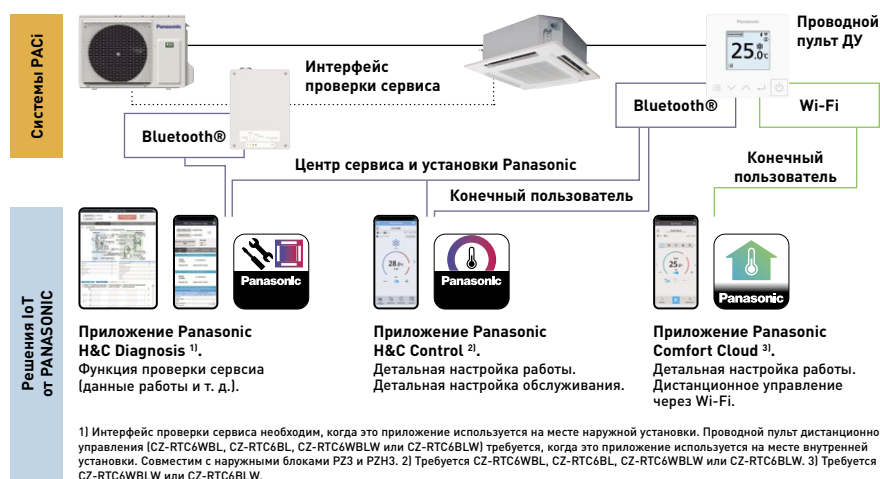 Системы PACi
Panasonic
Интерфейс
проверки сервиса
Panasonic
25.0
Проводной
пульт ДУ
Bluetooth®
Bluetooth®
Wi-Fi
Центр сервиса и установки Panasonic
Конечный пользователь
Конечный
пользователь
Решения IoT
от PANASONIC
Panasonic
28.0
Panasonic
25
Panasonic
Приложение Panasonic
H&C Diagnosis 1).
Функция проверки сервсиа
(данные работы и т. д.).
Приложение Panasonic
H&C Control 2).
Детальная настройка работы.
Детальная настройка обслуживания.
Приложение Panasonic
Comfort Cloud 3).
Детальная настройка работы.
Дистанционное управление
через Wi-Fi.
1) Интерфейс проверки сервиса необходим, когда это приложение используется на месте наружной установки. Проводной пульт дистанционно
управления (CZ-RTC6WBL, CZ-RTC6BL, CZ-RTC6WBLW или CZ-RTC6BLW) требуется, когда это приложение используется на месте внутренней
установки. Совместим с наружными блоками PZ3 и PZH3. 2) Требуется CZ-RTC6WBL, CZ-RTC6BL, CZ-RTC6WBLW или CZ-RTC6BLW. 3) Требуется
CZ-RTC6WBLW или CZ-RTC6BLW.